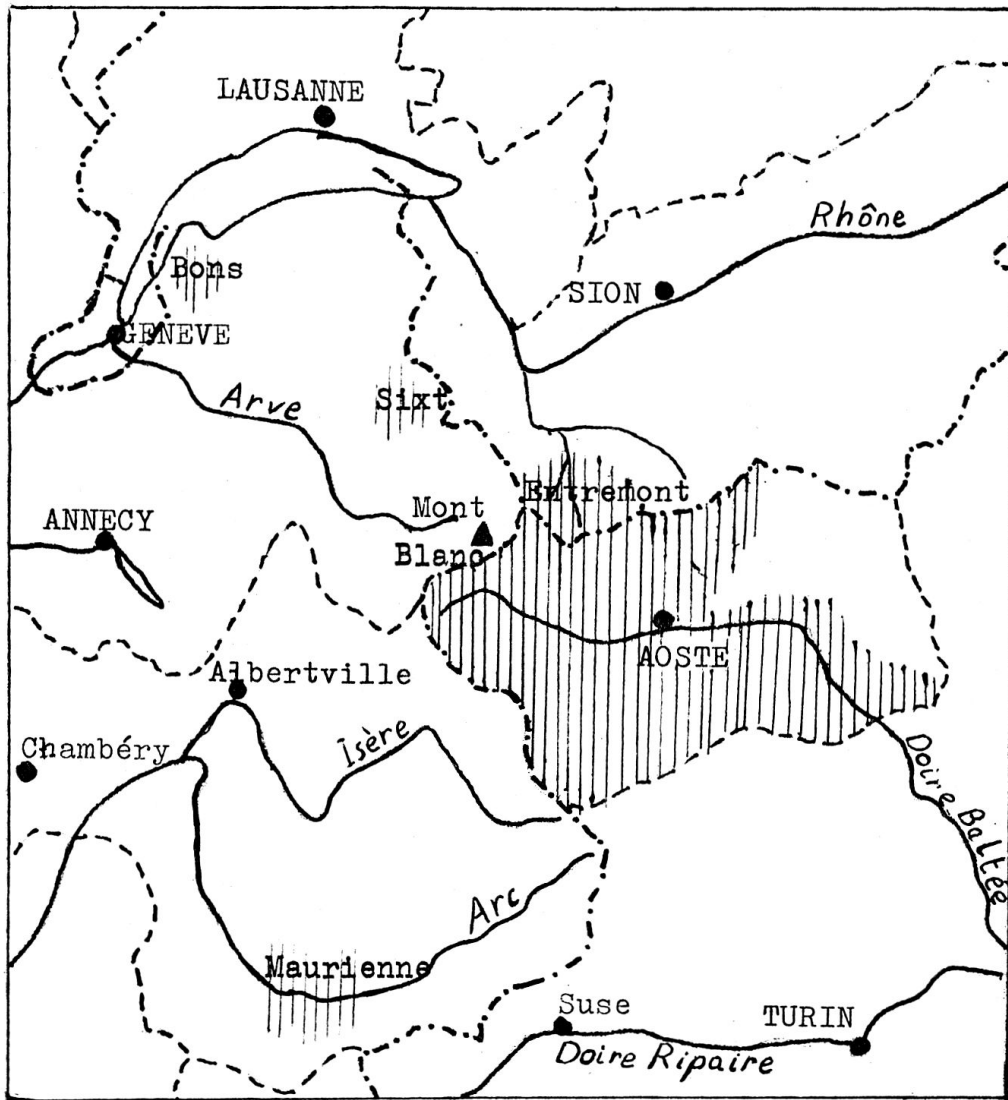 LAUSANNE
Rhône
Bons
SION
GENEVE
Arve
Sixt
Entremont
Mont
Blanc
ANNECY
AOSTE
Albertville
Isère
Chambéry
Doire Baltée
Arc
Maurienne
Suse
TURIN
Doire Ripaire